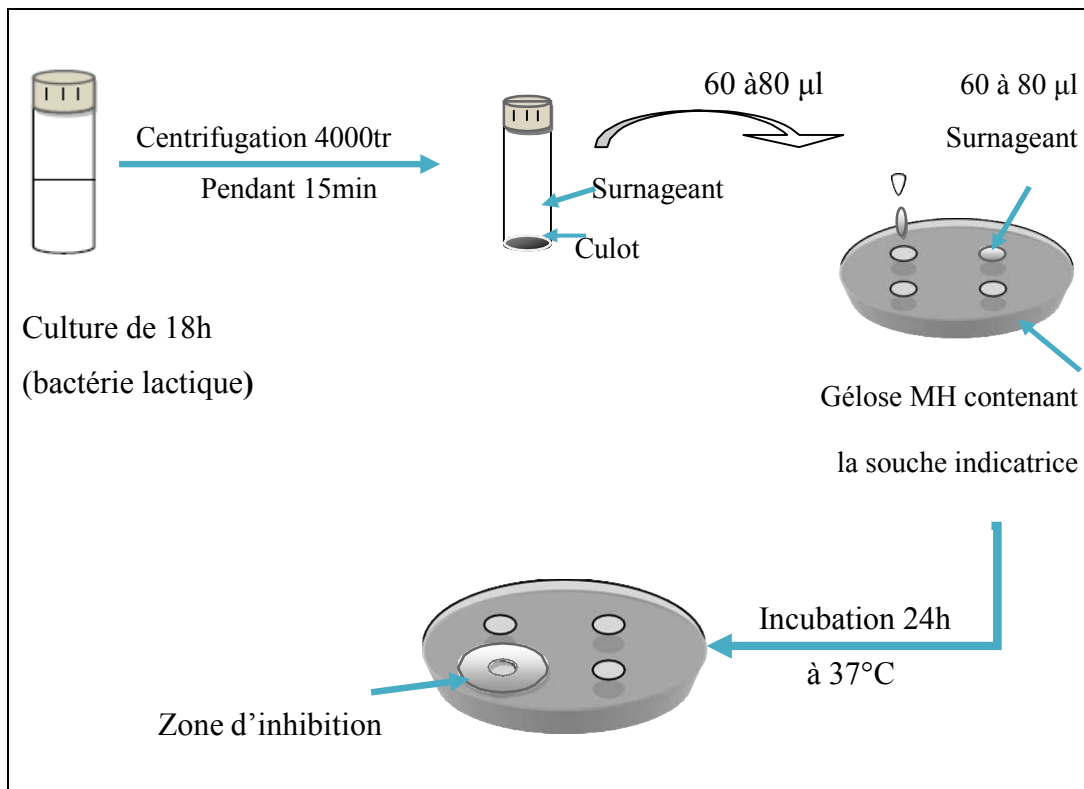 Centrifugation 4000tr
Pendant 15min
Culture de 18h
(bactérie lactique)
60 à80 µl
Surnageant
Culot
60 à 80 µl
Surnageant
Gélose MH contenant
la souche indicatrice
Incubation 24h
à 37°C
Zone d’inhibition